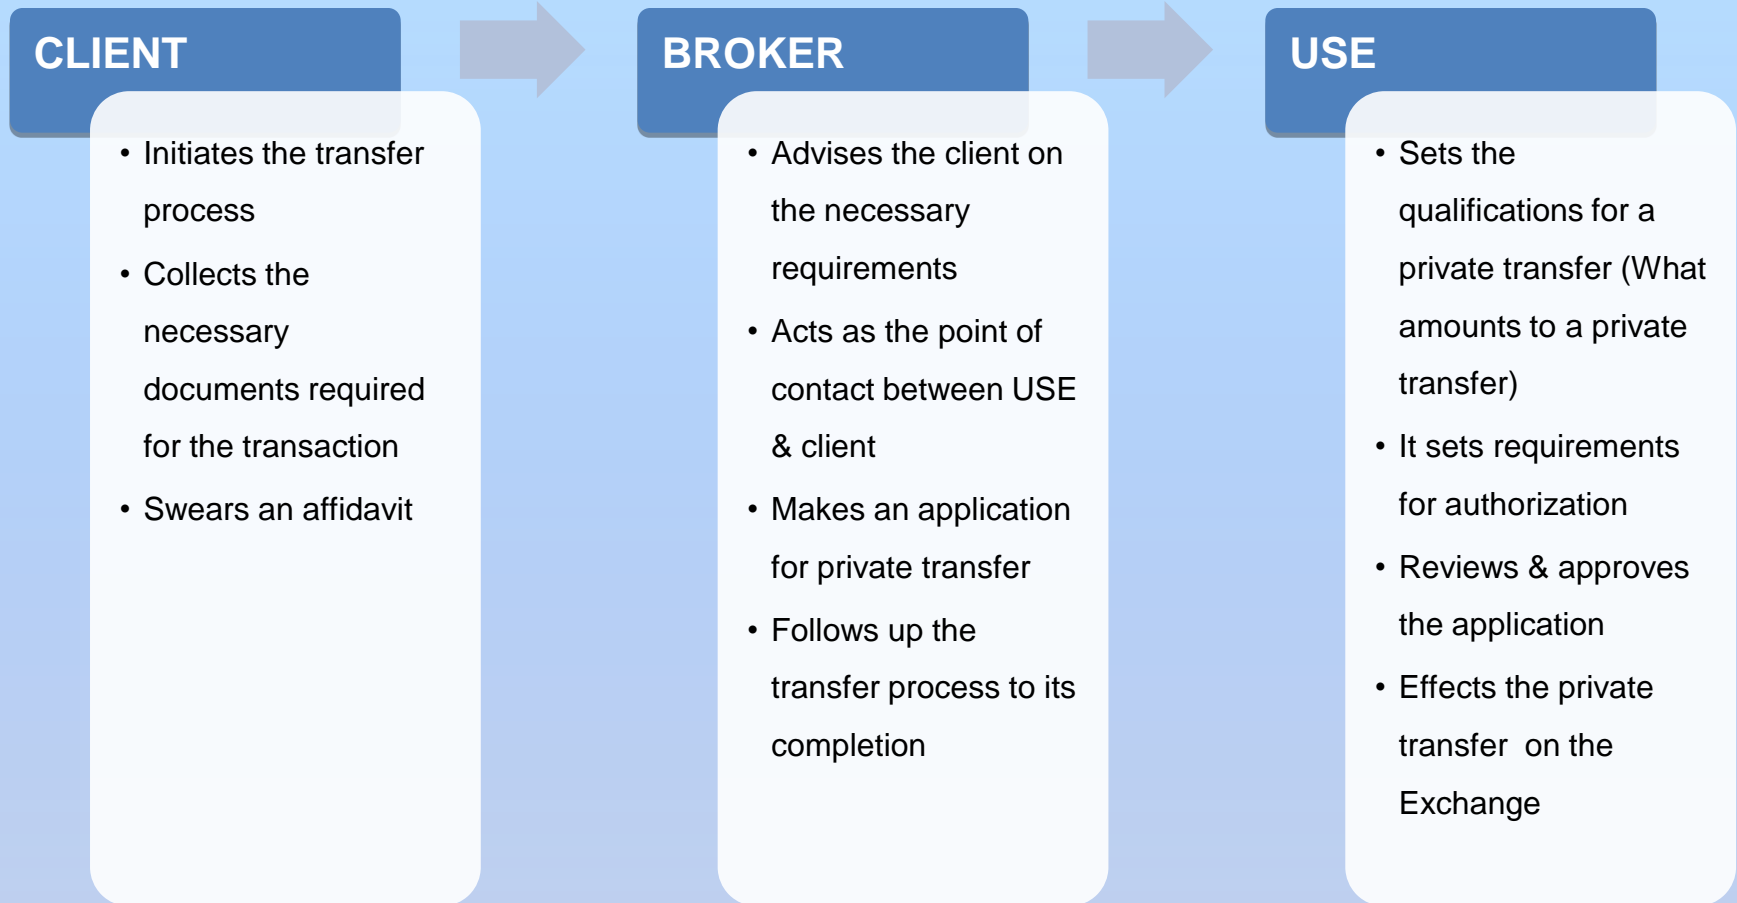 CLIENT
• Initiates the transfer
process
• Collects the
necessary
documents required
for the transaction
• Swears an affidavit
BROKER
• Advises the client on
the necessary
requirements
• Acts as the point of
contact between USE
& client
• Makes an application
for private transfer
• Follows up the
transfer process to its
completion
USE
• Sets the
qualifications for a
private transfer (What
amounts to a private
transfer)
• It sets requirements
for authorization
• Reviews & approves
the application
• Effects the private
transfer  on the
Exchange